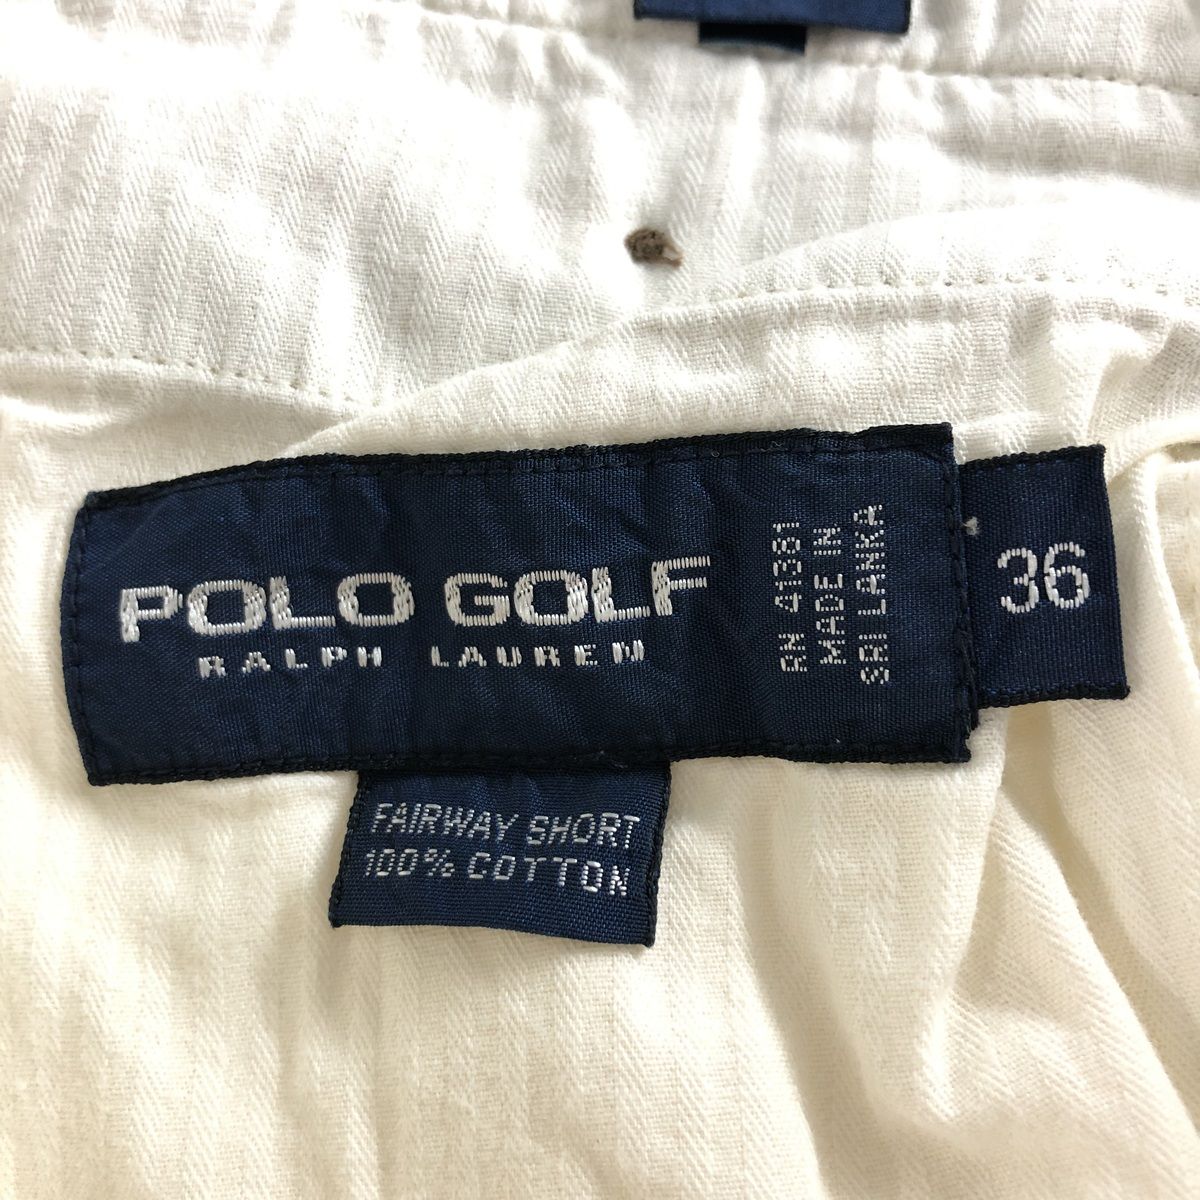 POLO GOLF
RALPH LAUREN
RN 41381
MADE IN
SRI LANKA
36
FAIRWAY SHORT
100% COTTON